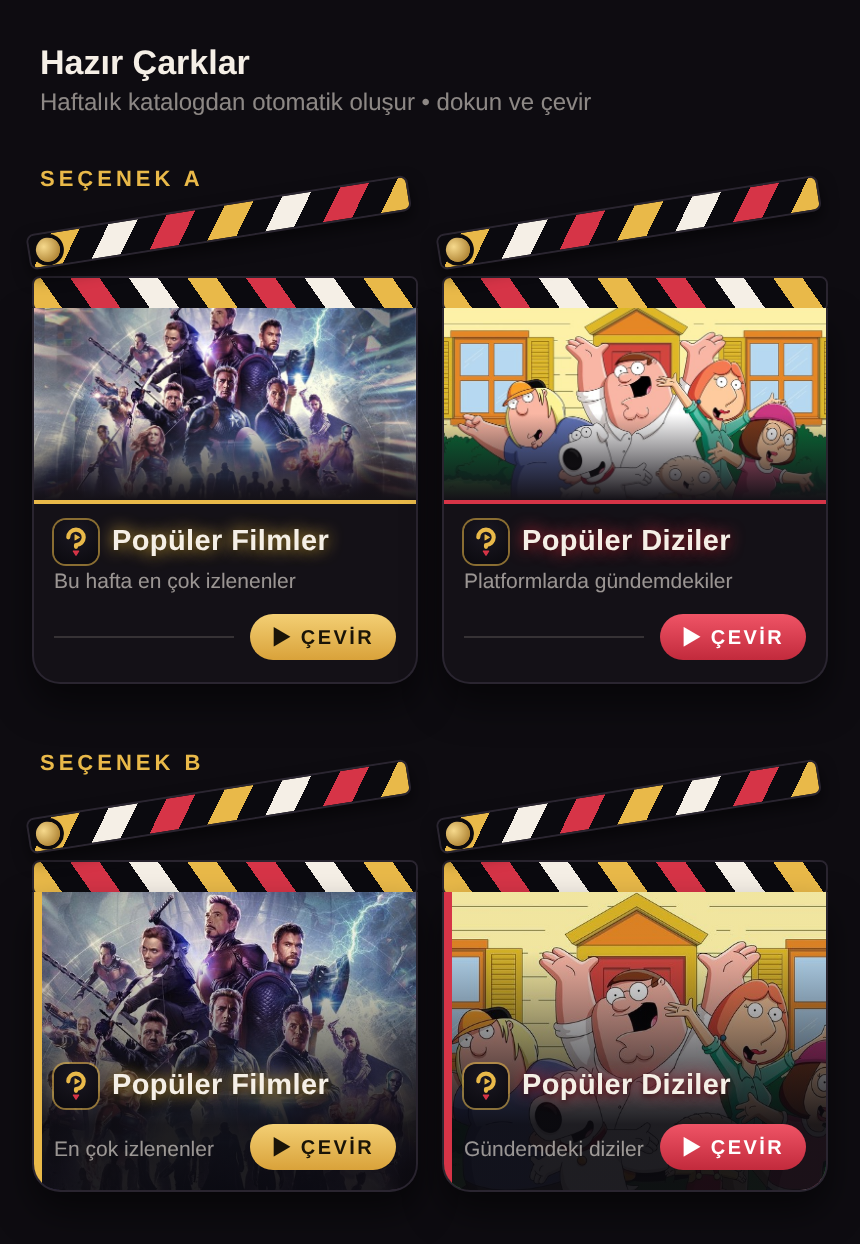 Hazır Çarklar
Haftalık katalogdan otomatik oluşur • dokun ve çevir
SEÇENEK A
Popüler Filmler
Bu hafta en çok izlenenler
ÇEVİR
Popüler Diziler
Platformlarda gündemdekiler
ÇEVİR
SEÇENEK B
Popüler Filmler
En çok izlenenler
ÇEVİR
Popüler Diziler
Gündemdeki diziler
ÇEVİR